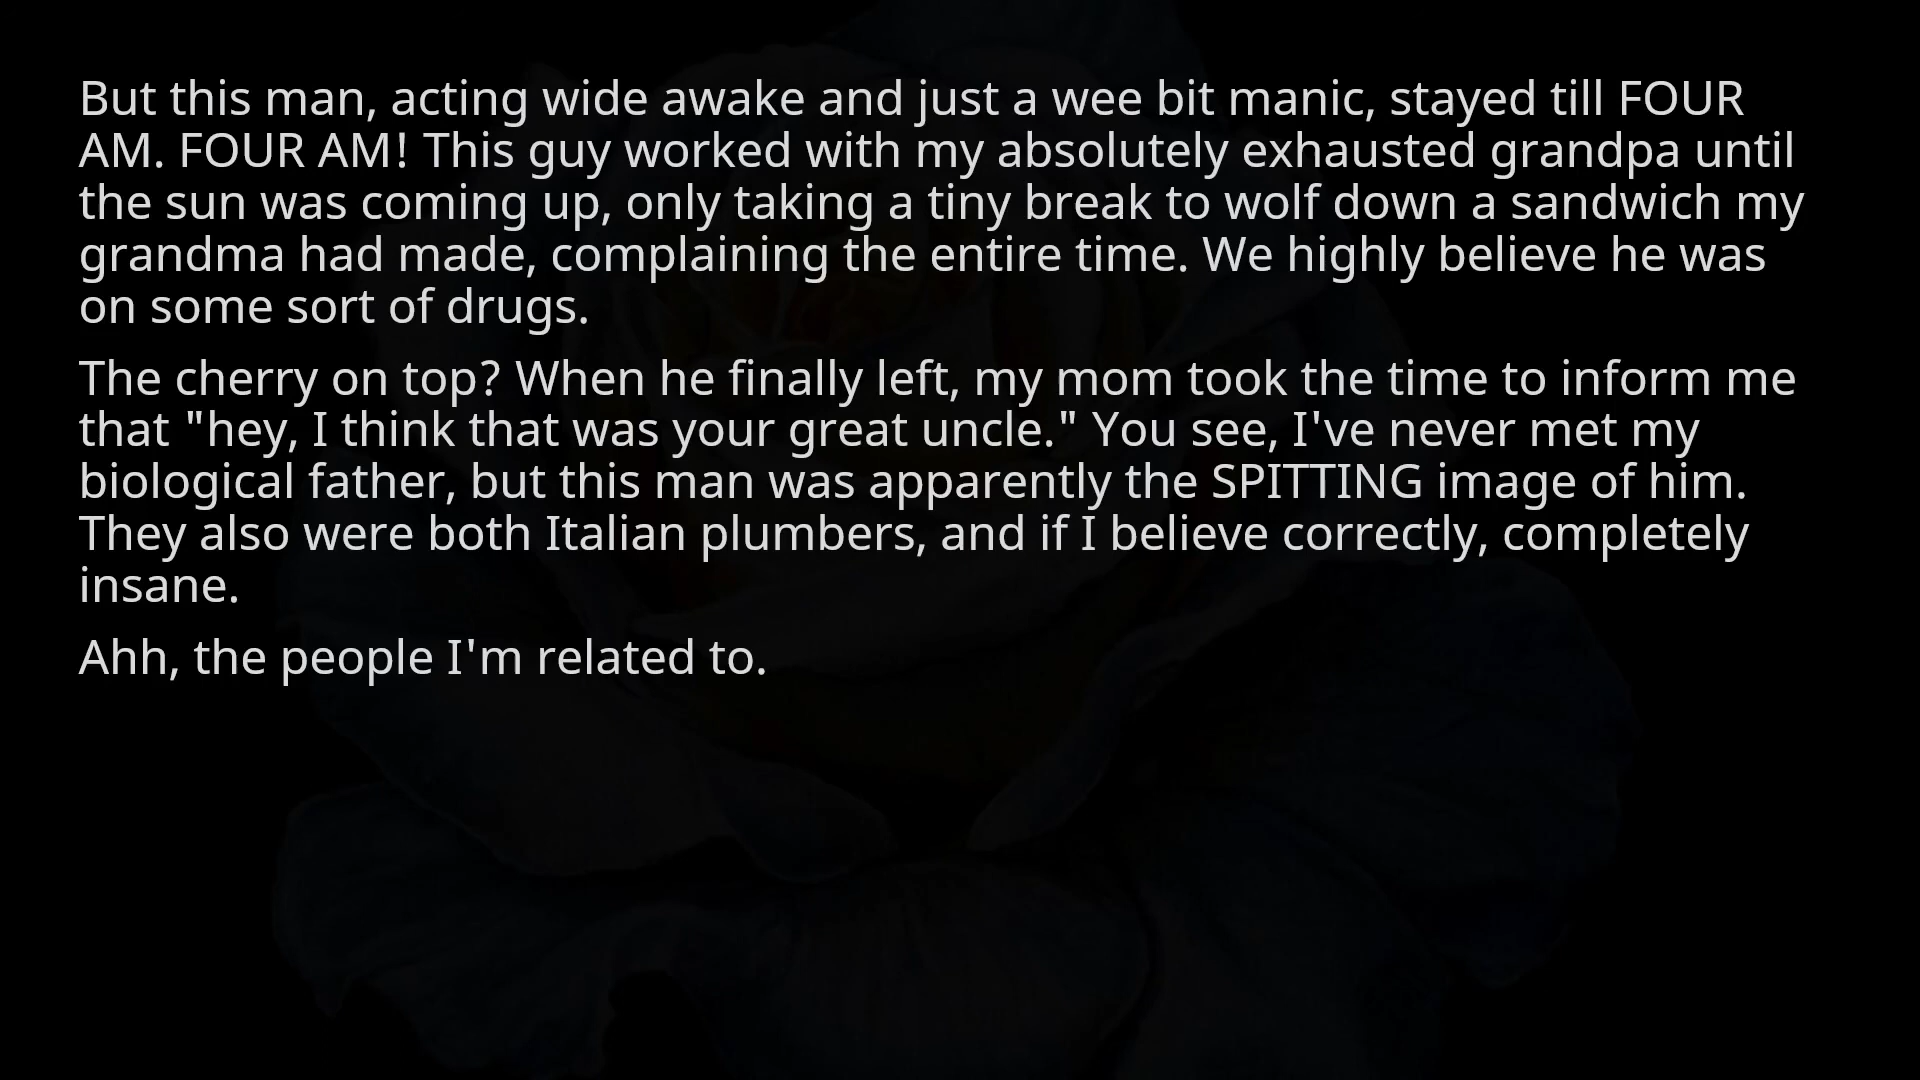 But this man, acting wide awake and just a wee bit manic, stayed till FOUR
AM. FOUR AM! This guy worked with my absolutely exhausted grandpa until
the sun was coming up, only taking a tiny break to wolf down a sandwich my
grandma had made, complaining the entire time. We highly believe he was
on some sort of drugs.
The cherry on top? When he finally left, my mom took the time to inform me
that "hey, I think that was your great uncle." You see, I've never met my
biological father, but this man was apparently the SPITTING image of him.
They also were both Italian plumbers, and if I believe correctly, completely
insane.
Ahh, the people I'm related to.